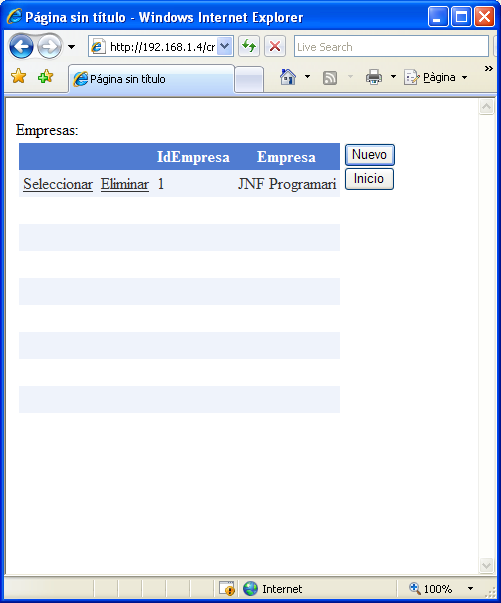 Página sin título - Windows Internet Explorer
http://192.168.1.4/cr
Live Search
Página sin título
Página
»
Empresas:
IdEmpresa Empresa
Nuevo
Seleccionar Eliminar 1 JNF Programari
Inicio
Internet
100%